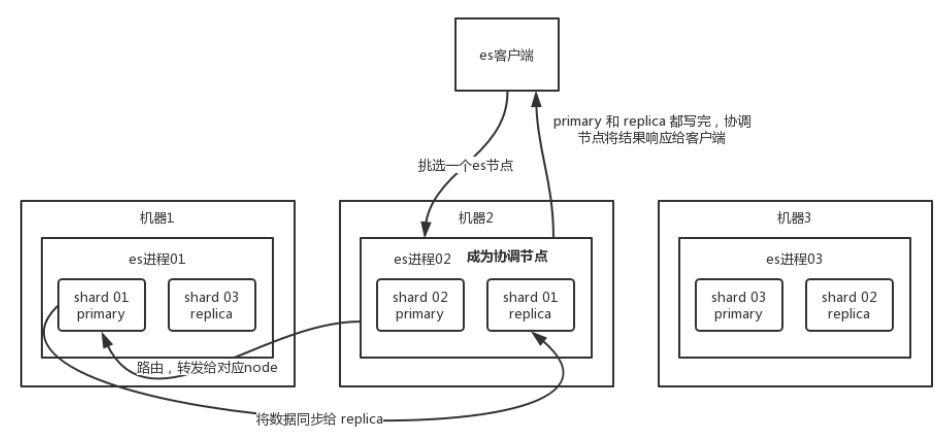 es客户端
primary 和 replica 都写完，协调
节点将结果响应给客户端
挑选一个es节点
机器1
es进程01
shard 01
primary
shard 03
replica
机器2
es进程02
成为协调节点
shard 02
primary
shard 01
replica
机器3
es进程03
shard 03
primary
shard 02
replica
路由，转发给对应node
将数据同步给 replica